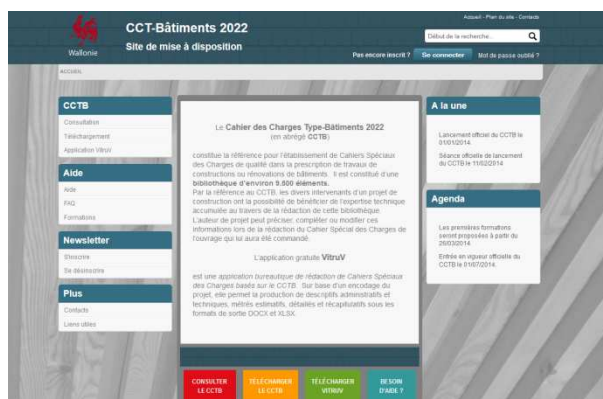 Accueil - Plan du site - Contacts
CCT-Bâtiments 2022
Site de mise à disposition
Wallonie
Début de la recherche...
Pas encore inscrit ?
Se connecter
Mot de passe oublié ?
ACCUEIL
CCTB
Consultation
Téléchargement
Application VitruV
Aide
Aide
FAQ
Formations
Newsletter
S'inscrire
Se désinscrire
Plus
Contacts
Liens utiles
Le Cahier des Charges Type-Bâtiments 2022
(en abrégé CCTB)
constitue la référence pour l'établissement de Cahiers Spéciaux
des Charges de qualité dans la prescription de travaux de
constructions ou rénovations de bâtiments. Il est constitué d'une
bibliothèque d'environ 9.500 éléments.
Par la référence au CCTB, les divers intervenants d'un projet de
construction ont la possibilité de bénéficier de l'expertise technique
accumulée au travers de la rédaction de cette bibliothèque.
L'auteur de projet peut préciser, compléter ou modifier ces
informations lors de la rédaction du Cahier Spécial des Charges de
l'ouvrage qui lui aura été commandé.
L'application gratuite VitruV
est une application bureautique de rédaction de Cahiers Spéciaux
des Charges basés sur le CCTB. Sur base d'un encodage du
projet, elle permet la production de descriptifs administratifs et
techniques, métrés estimatifs, détaillés et récapitulatifs sous les
formats de sortie DOCX et XLSX.
CONSULTER
LE CCTB
TÉLÉCHARGER
LE CCTB
TÉLÉCHARGER
VITRUV
BESOIN
D'AIDE ?
A la une
Lancement officiel du CCTB le
01/01/2014
Séance officielle de lancement
du CCTB le 11/02/2014
Agenda
Les premières formations
seront proposées à partir du
25/03/2014
Entrée en vigueur officielle du
CCTB le 01/07/2014